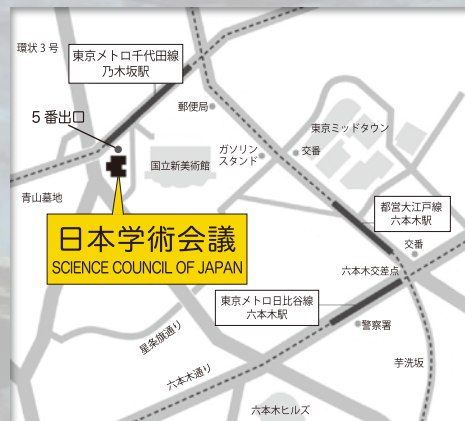 環状3号
東京メトロ千代田線
乃木坂駅
5番出口
郵便局
東京ミッドタウン
ガソリン
スタンド
交番
国立新美術館
青山墓地
都営大江戸線
六本木駅
日本学術会議
SCIENCE COUNCIL OF JAPAN
交番
六本木交差点
東京メトロ日比谷線
六本木駅
警察署
星条旗通り
六本木通り
芋洗坂
六本木ヒルズ